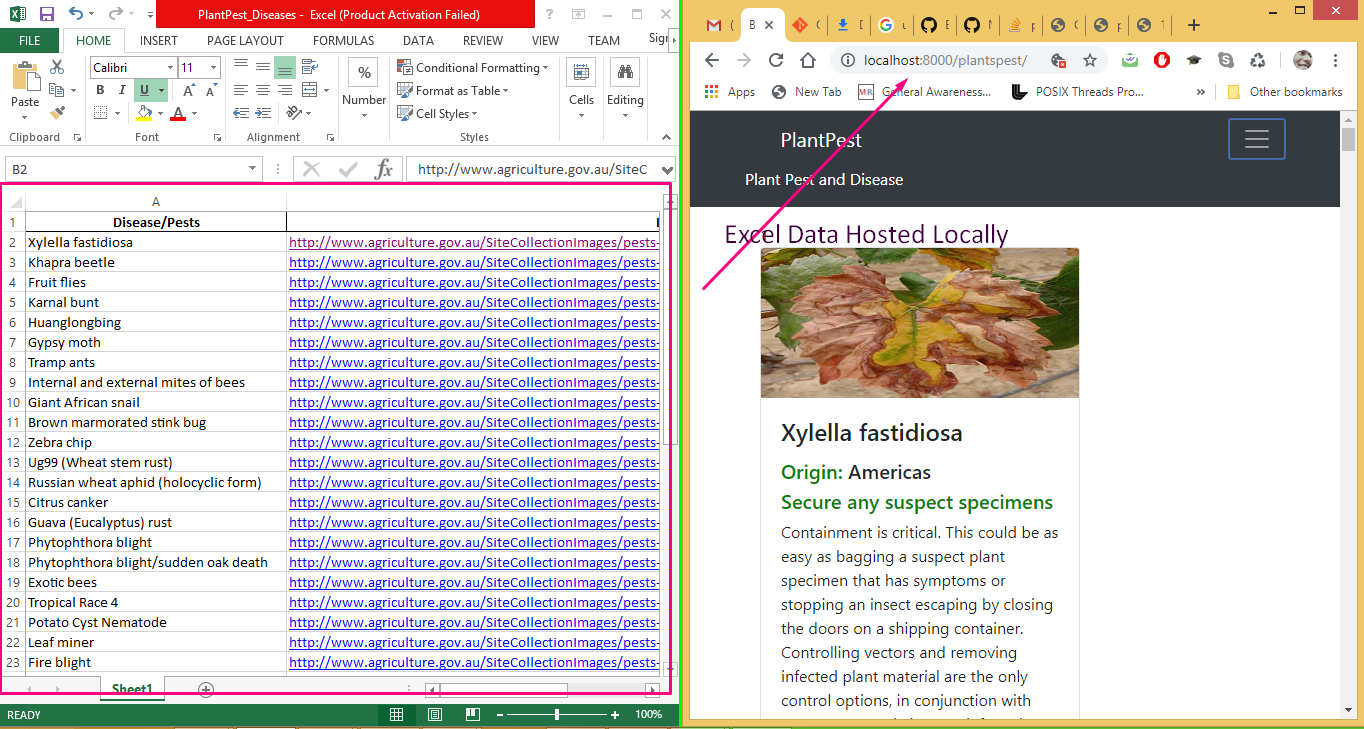 PlantPest_Diseases - Excel (Product Activation Failed)
FILE HOME INSERT PAGE LAYOUT FORMULAS DATA REVIEW VIEW TEAM Sign
Paste
Calibri 11
B I U
A A
A
%
Number
Conditional Formatting
Format as Table
Cell Styles
Cells
Editing
Clipboard Font Alignment Styles
B2 fx http://www.agriculture.gov.au/SiteC
A
1 Disease/Pests
2 Xylella fastidiosa http://www.agriculture.gov.au/SiteCollectionImages/pests-
3 Khapra beetle http://www.agriculture.gov.au/SiteCollectionImages/pests-
4 Fruit flies http://www.agriculture.gov.au/SiteCollectionImages/pests-
5 Karnal bunt http://www.agriculture.gov.au/SiteCollectionImages/pests-
6 Huanglongbing http://www.agriculture.gov.au/SiteCollectionImages/pests-
7 Gypsy moth http://www.agriculture.gov.au/SiteCollectionImages/pests-
8 Tramp ants http://www.agriculture.gov.au/SiteCollectionImages/pests-
9 Internal and external mites of bees http://www.agriculture.gov.au/SiteCollectionImages/pests-
10 Giant African snail http://www.agriculture.gov.au/SiteCollectionImages/pests-
11 Brown marmorated stink bug http://www.agriculture.gov.au/SiteCollectionImages/pests-
12 Zebra chip http://www.agriculture.gov.au/SiteCollectionImages/pests-
13 Ug99 (Wheat stem rust) http://www.agriculture.gov.au/SiteCollectionImages/pests-
14 Russian wheat aphid (holocyclic form) http://www.agriculture.gov.au/SiteCollectionImages/pests-
15 Citrus canker http://www.agriculture.gov.au/SiteCollectionImages/pests-
16 Guava (Eucalyptus) rust http://www.agriculture.gov.au/SiteCollectionImages/pests-
17 Phytophthora blight http://www.agriculture.gov.au/SiteCollectionImages/pests-
18 Phytophthora blight/sudden oak death http://www.agriculture.gov.au/SiteCollectionImages/pests-
19 Exotic bees http://www.agriculture.gov.au/SiteCollectionImages/pests-
20 Tropical Race 4 http://www.agriculture.gov.au/SiteCollectionImages/pests-
21 Potato Cyst Nematode http://www.agriculture.gov.au/SiteCollectionImages/pests-
22 Leaf miner http://www.agriculture.gov.au/SiteCollectionImages/pests-
23 Fire blight http://www.agriculture.gov.au/SiteCollectionImages/pests-
Sheet1
READY 100%
localhost:8000/plantspest/
Apps New Tab MR General Awareness... POSIX Threads Pro... » Other bookmarks
PlantPest
Plant Pest and Disease
Excel Data Hosted Locally
Xylella fastidiosa
Origin: Americas
Secure any suspect specimens
Containment is critical. This could be as
easy as bagging a suspect plant
specimen that has symptoms or
stopping an insect escaping by closing
the doors on a shipping container.
Controlling vectors and removing
infected plant material are the only
control options, in conjunction with